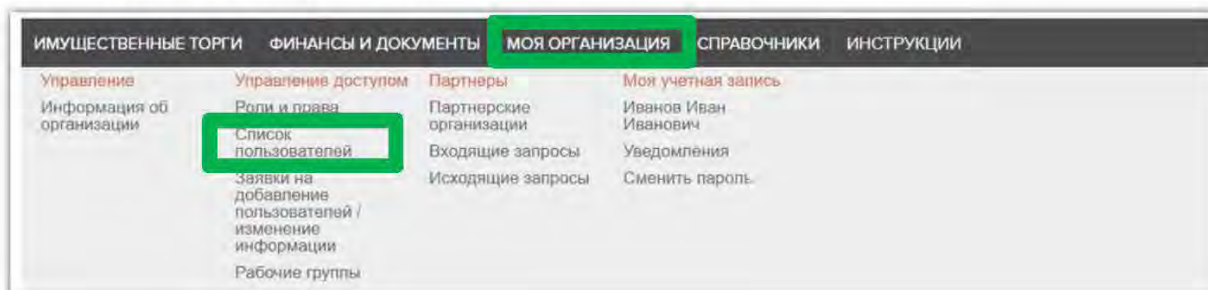 ИМУЩЕСТВЕННЫЕ ТОРГИ ФИНАНСЫ И ДОКУМЕНТЫ МОЯ ОРГАНИЗАЦИЯ СПРАВОЧНИКИ ИНСТРУКЦИИ
Управление
Информация об
организации
Управление доступом
Роли и права
Список
пользователей
Заявки на
добавление
пользователей /
изменение
информации
Рабочие группы
Партнеры
Партнерские
организации
Входящие запросы
Исходящие запросы
Моя учетная запись
Иванов Иван
Иванович
Уведомления
Сменить пароль